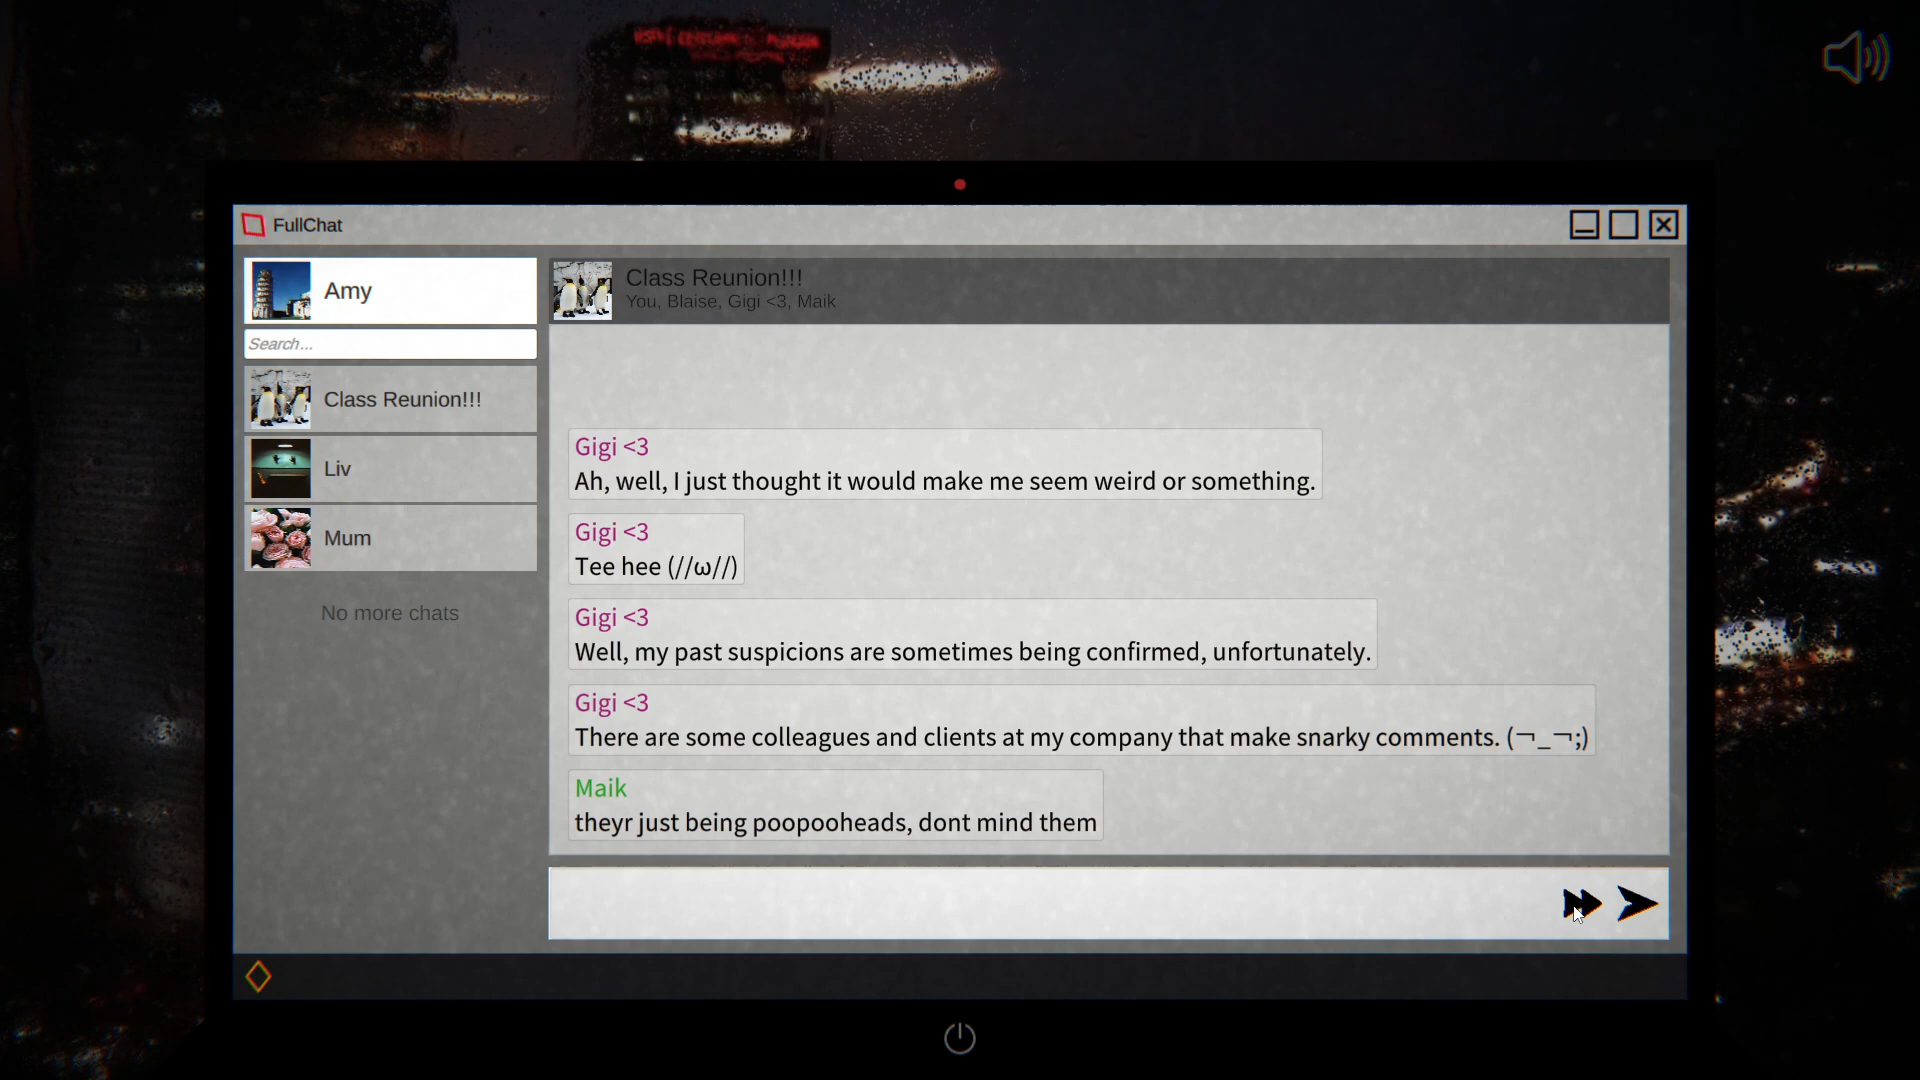 FullChat
Amy
Search...
Class Reunion!!!
Liv
Mum
No more chats
Class Reunion!!!
You, Blaise, Gigi <3, Maik
Gigi <3
Ah, well, I just thought it would make me seem weird or something.
Gigi <3
Tee hee (//ω//)
Gigi <3
Well, my past suspicions are sometimes being confirmed, unfortunately.
Gigi <3
There are some colleagues and clients at my company that make snarky comments. (¬_¬;)
Maik
theyr just being poopooheads, dont mind them